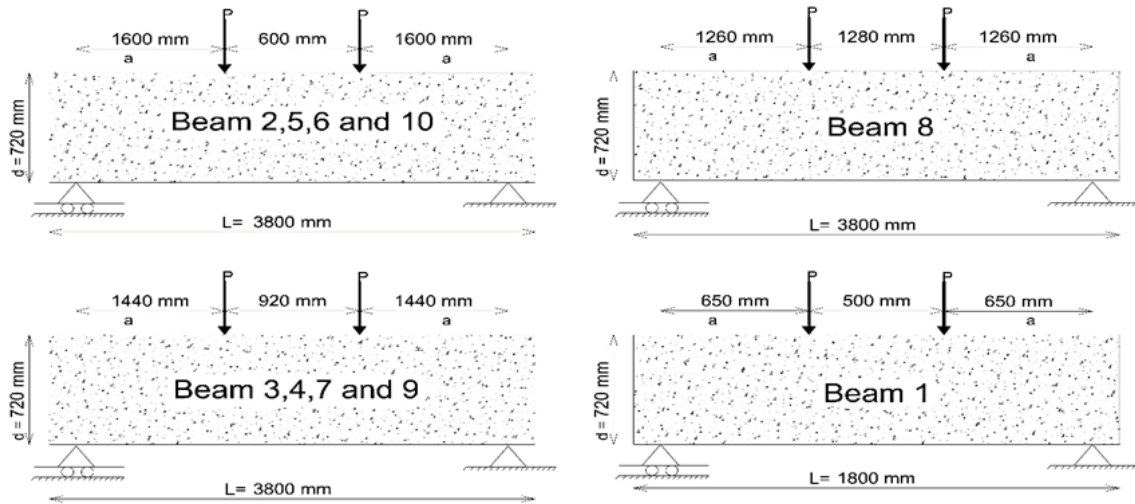 P P
1600 mm 600 mm 1600 mm
a a
d = 720 mm
Beam 2,5,6 and 10
L= 3800 mm
P P
1260 mm 1280 mm 1260 mm
a a
d = 720 mm
Beam 8
L= 3800 mm
P P
1440 mm 920 mm 1440 mm
a a
d = 720 mm
Beam 3,4,7 and 9
L= 3800 mm
P P
650 mm 500 mm 650 mm
a a
d = 720 mm
Beam 1
L= 1800 mm